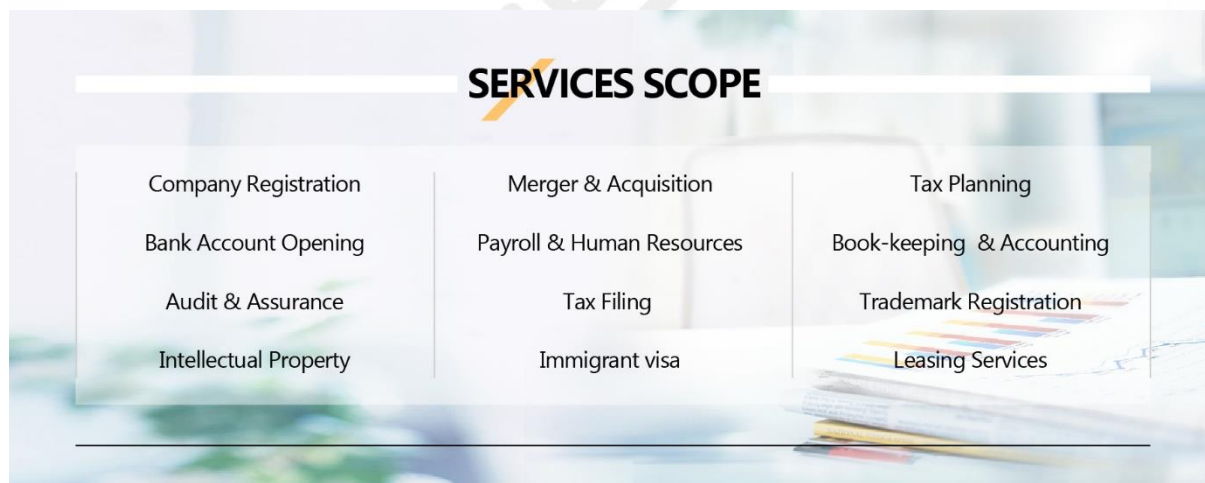 SERVICES SCOPE
Company Registration
Merger & Acquisition
Tax Planning
Bank Account Opening
Payroll & Human Resources
Book-keeping & Accounting
Audit & Assurance
Tax Filing
Trademark Registration
Intellectual Property
Immigrant visa
Leasing Services